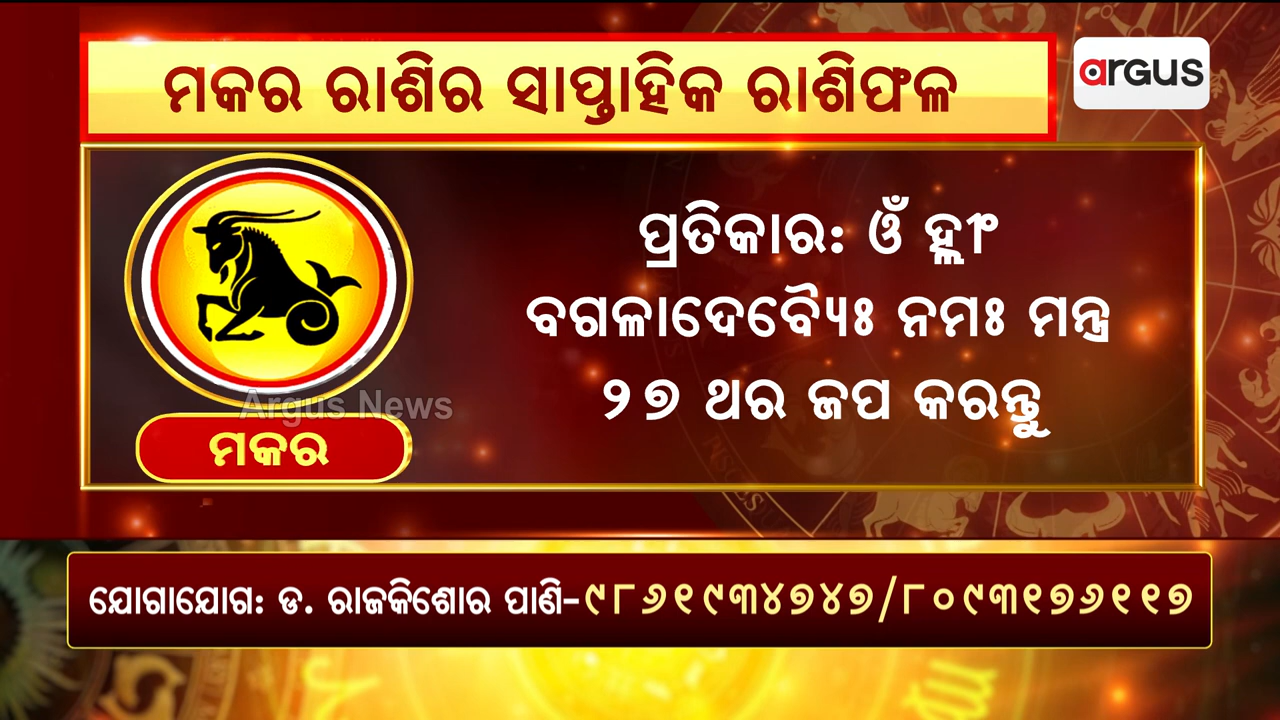 ମକର ରାଶିର ସାପ୍ତାହିକ ରାଶିଫଳ
argus
ପ୍ରତିକାର: ଓଁ ହ୍ଲୀଂ
ବଗଳାଦେବ୍ୟୈଃ ନମଃ ମନ୍ତ୍ର
୨୭ ଥର ଜପ କରନ୍ତୁ
Argus News
ମକର
ଯୋଗାଯୋଗ: ଡ. ରାଜକିଶୋର ପାଣି-୯୮୬୧୯୩୪୭୪୭/୮୦୯୩୧୭୬୧୧୭